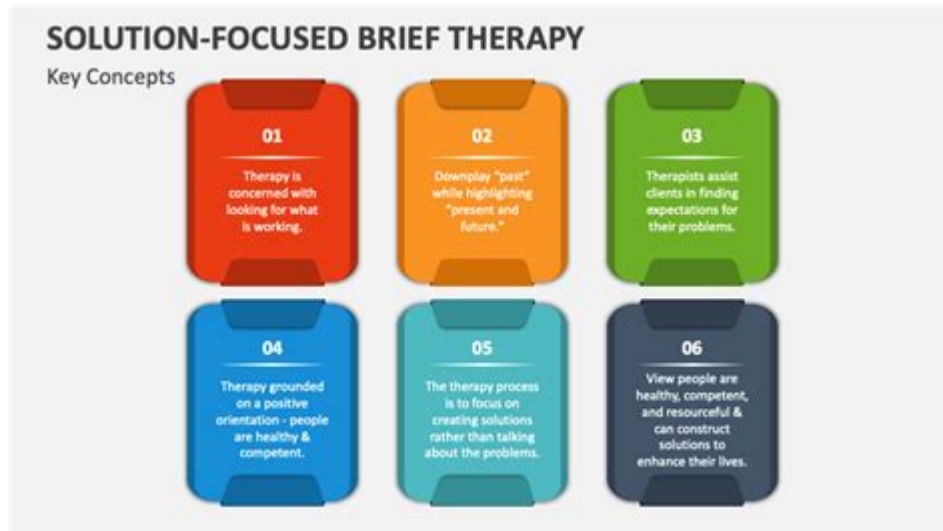 SOLUTION-FOCUSED BRIEF THERAPY
Key Concepts
01
Therapy is
concerned with
looking for what
is working.
02
Downplay "past"
while highlighting
"present and
future."
03
Therapists assist
clients in finding
expectations for
their problems.
04
Therapy grounded
on a positive
orientation - people
are healthy &
competent.
05
The therapy process
is to focus on
creating solutions
rather than talking
about the problems.
06
View people are
healthy, competent,
and resourceful &
can construct
solutions to
enhance their lives.